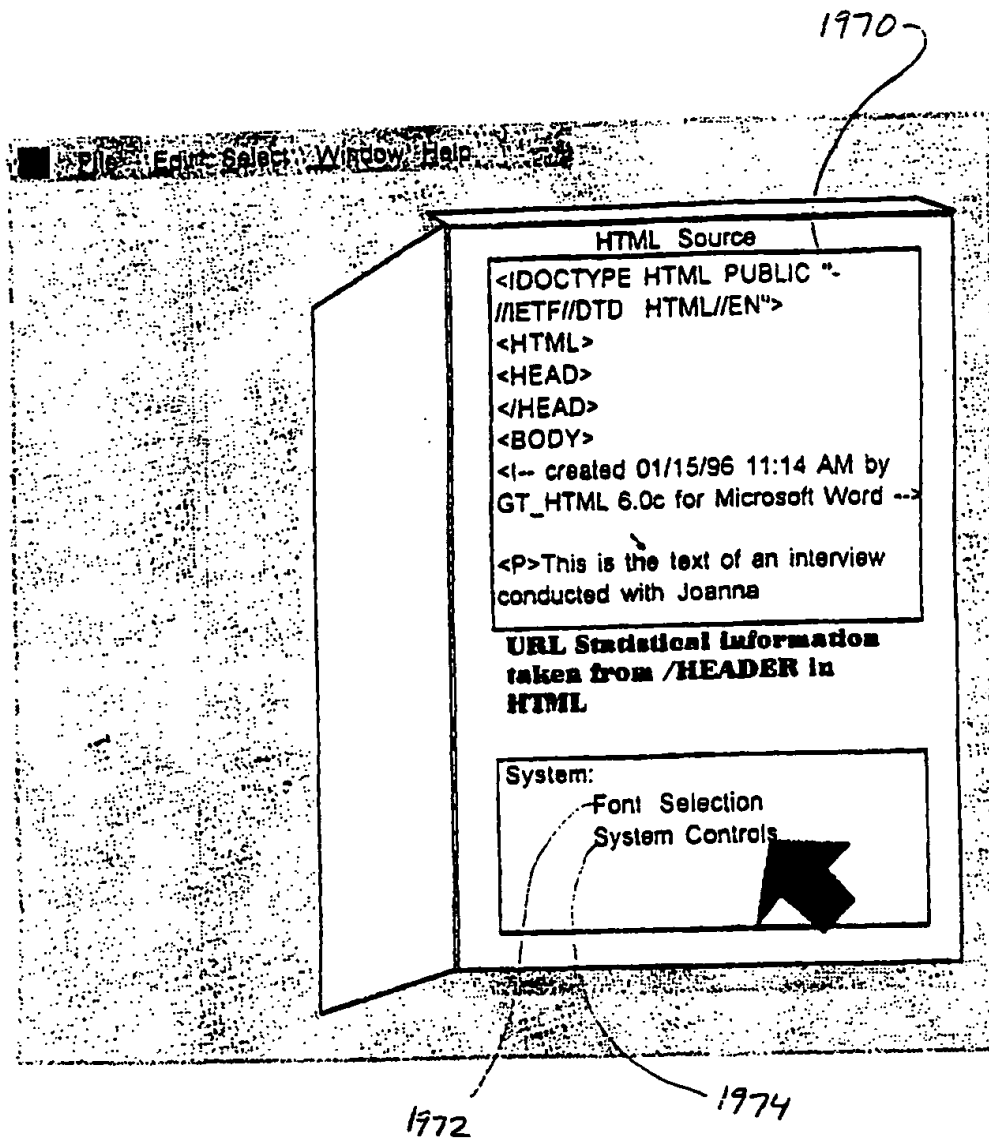 1970
File Edit Select Window Help
HTML Source
<!DOCTYPE HTML PUBLIC "-
//IETF//DTD HTML//EN">
<HTML>
<HEAD>
</HEAD>
<BODY>
<!-- created 01/15/96 11:14 AM by
GT_HTML 6.0c for Microsoft Word -->
<P>This is the text of an interview
conducted with Joanna
URL Statistical information
taken from /HEADER in
HTML
System:
Font Selection
System Controls
1972
1974